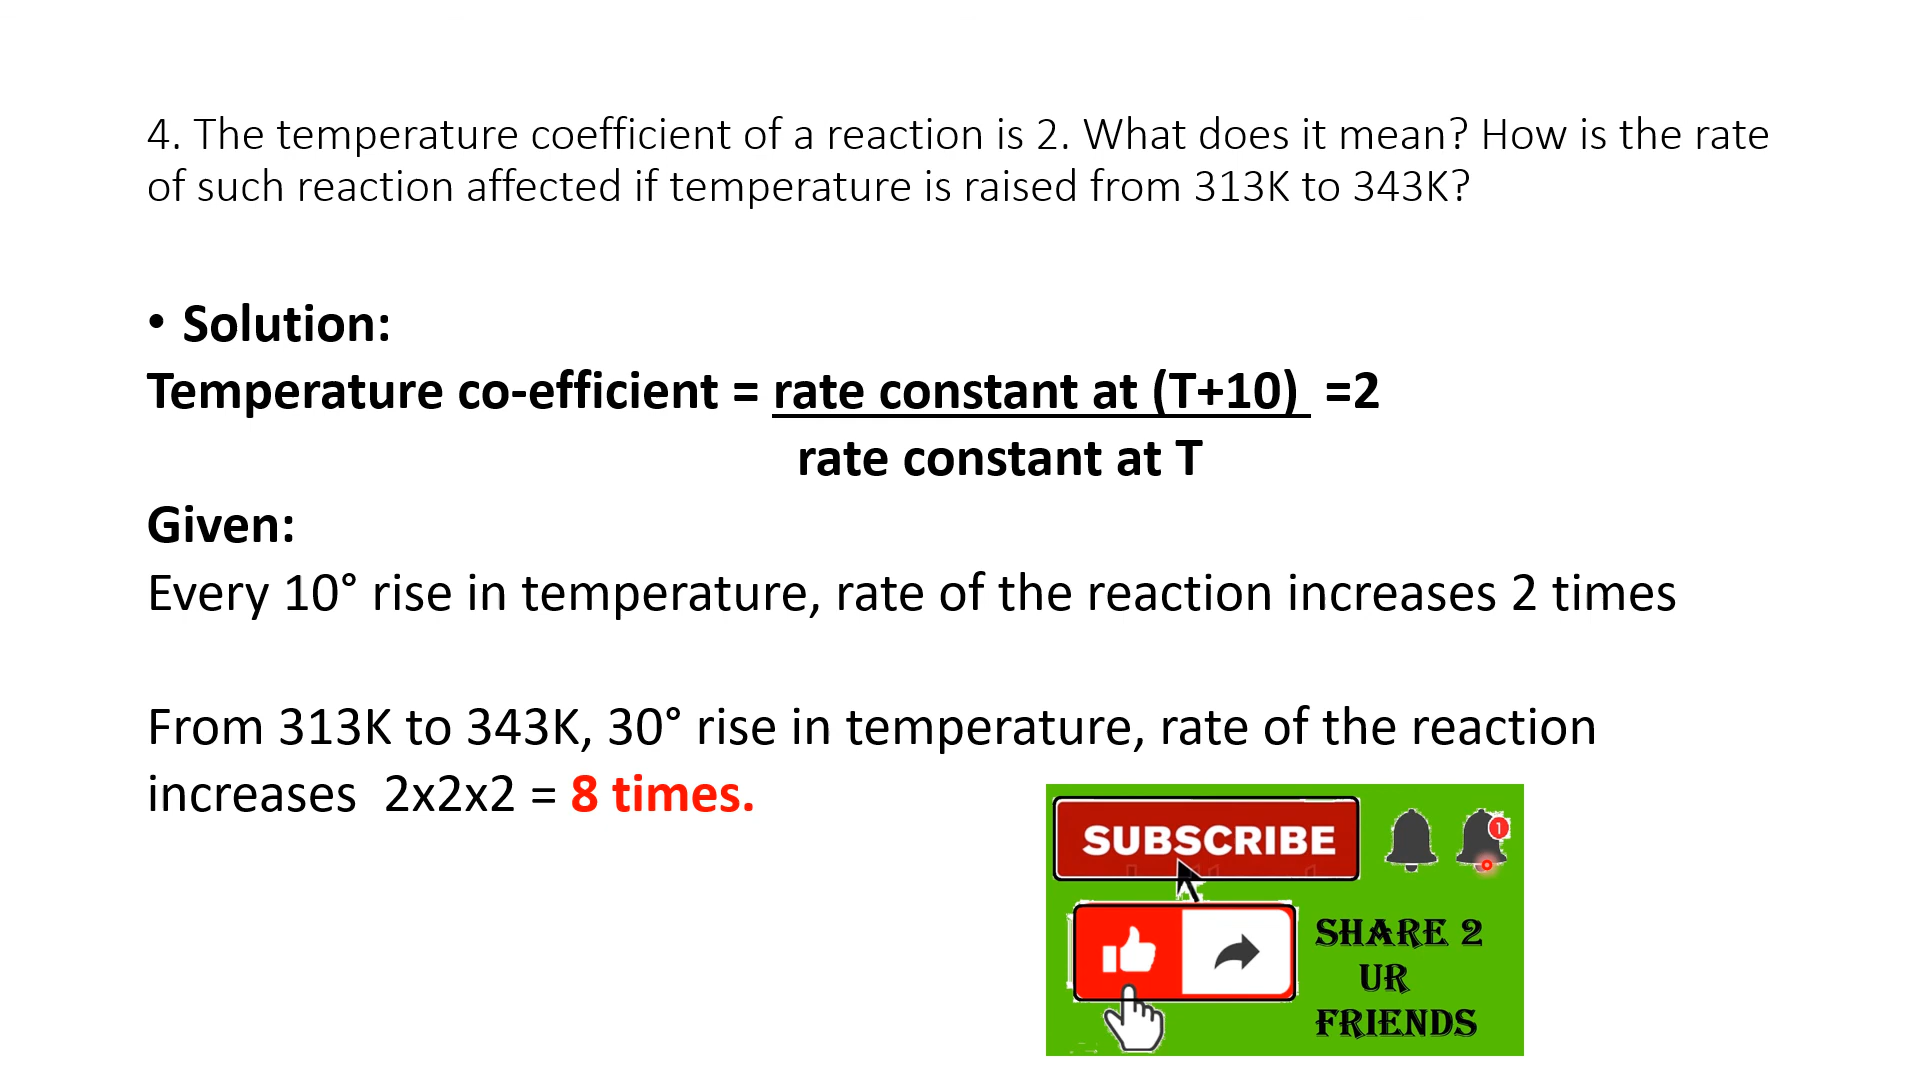 4. The temperature coefficient of a reaction is 2. What does it mean? How is the rate
of such reaction affected if temperature is raised from 313K to 343K?
• Solution:
Temperature co-efficient = rate constant at (T+10) =2
rate constant at T
Given:
Every 10° rise in temperature, rate of the reaction increases 2 times
From 313K to 343K, 30° rise in temperature, rate of the reaction
increases 2x2x2 = 8 times.
SUBSCRIBE
1
SHARE 2
UR
FRIENDS